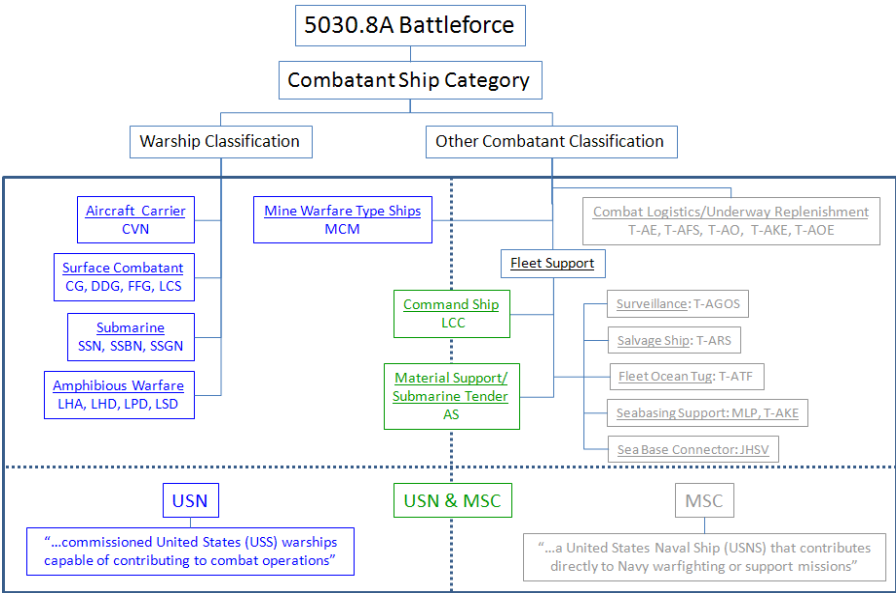 5030.8A Battleforce
Combatant Ship Category
Warship Classification
Other Combatant Classification
Aircraft Carrier
CVN
Mine Warfare Type Ships
MCM
Combat Logistics/Underway Replenishment
T-AE, T-AFS, T-AO, T-AKE, T-AOE
Surface Combatant
CG, DDG, FFG, LCS
Fleet Support
Submarine
SSN, SSBN, SSGN
Command Ship
LCC
Surveillance: T-AGOS
Salvage Ship: T-ARS
Amphibious Warfare
LHA, LHD, LPD, LSD
Material Support/
Submarine Tender
AS
Fleet Ocean Tug: T-ATF
Seabasing Support: MLP, T-AKE
Sea Base Connector: JHSV
USN
USN & MSC
MSC
“…commissioned United States (USS) warships
capable of contributing to combat operations”
“…a United States Naval Ship (USNS) that contributes
directly to Navy warfighting or support missions”